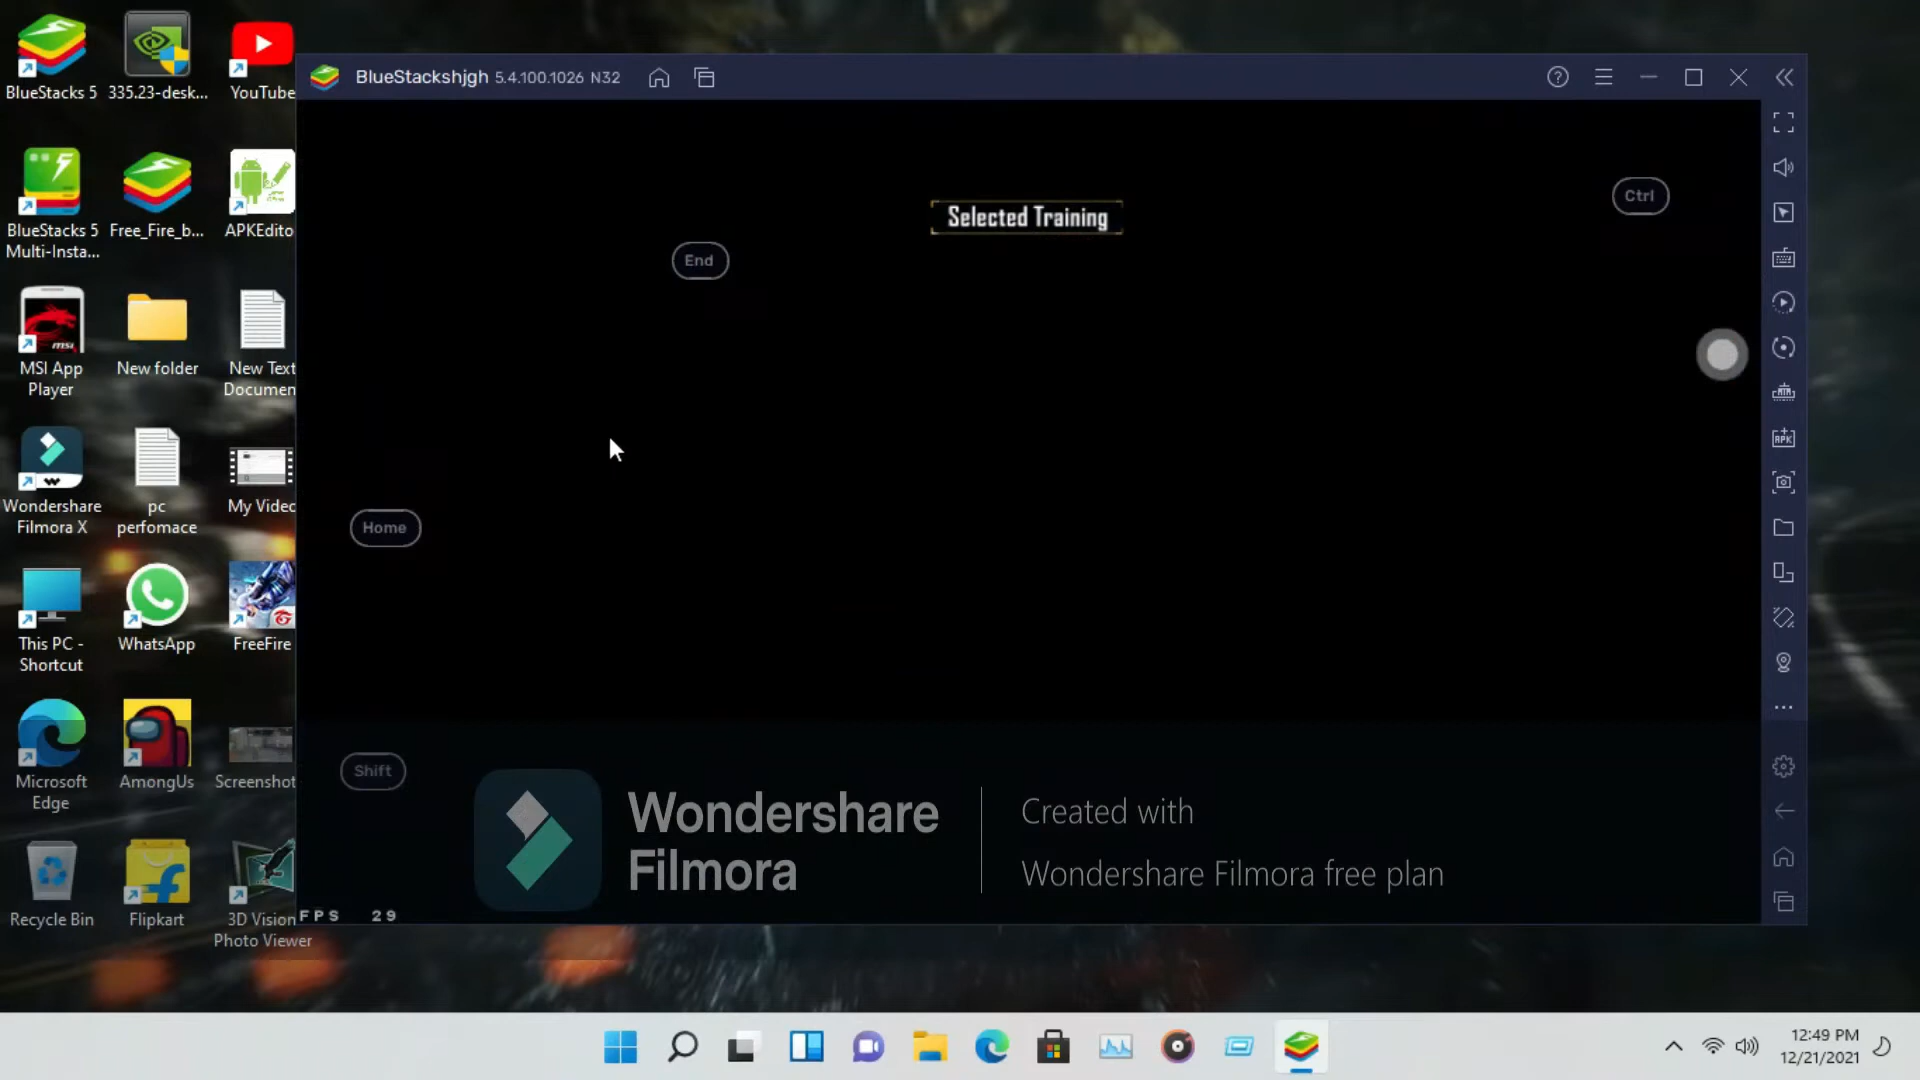 BlueStackshjgh 5.4.100.1026 N32
BlueStacks 5
335.23-desk...
YouTube
BlueStacks 5
Multi-Insta...
Free_Fire_b...
APKEdito
MSI App
Player
New folder
New Text
Documen
Wondershare
Filmora X
pc
perfomace
My Videc
This PC -
Shortcut
WhatsApp
FreeFire
Microsoft
Edge
AmongUs
Screenshot
Recycle Bin
Flipkart
3D Vision
Photo Viewer
Selected Training
Ctrl
End
Home
Shift
Wondershare
Filmora
Created with
Wondershare Filmora free plan
FPS 29
12:49 PM
12/21/2021